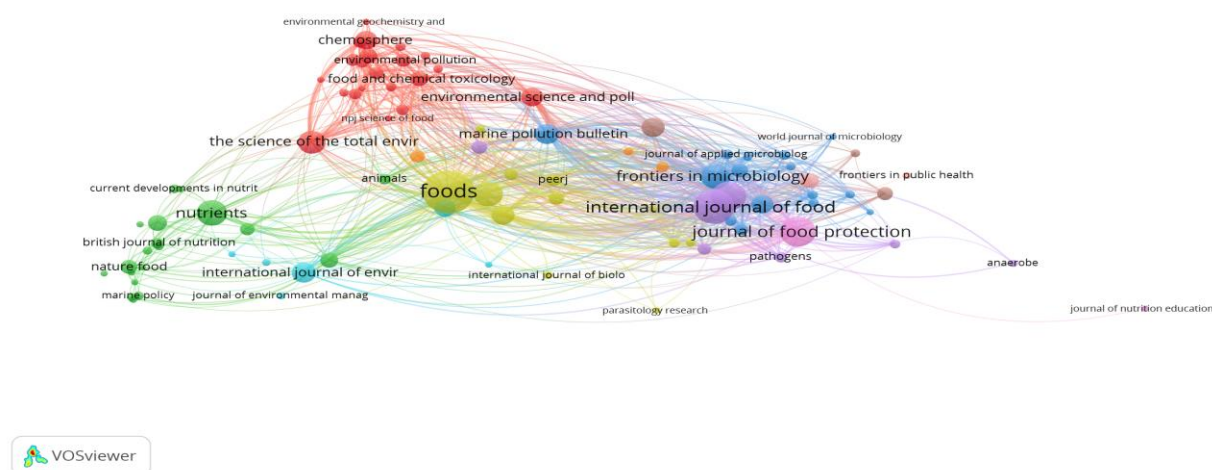 environmental geochemistry and
chemosphere
environmental pollution
food and chemical toxicology
environmental science and poll
npj science of food
marine pollution bulletin
world journal of microbiology
the science of the total envir
journal of applied microbiolog
animals
peerj
frontiers in microbiology
frontiers in public health
current developments in nutrit
foods
nutrients
international journal of food
journal of food protection
british journal of nutrition
pathogens
nature food
international journal of envir
international journal of biolo
anaerobe
marine policy
journal of environmental manag
parasitology research
journal of nutrition education
VOSviewer